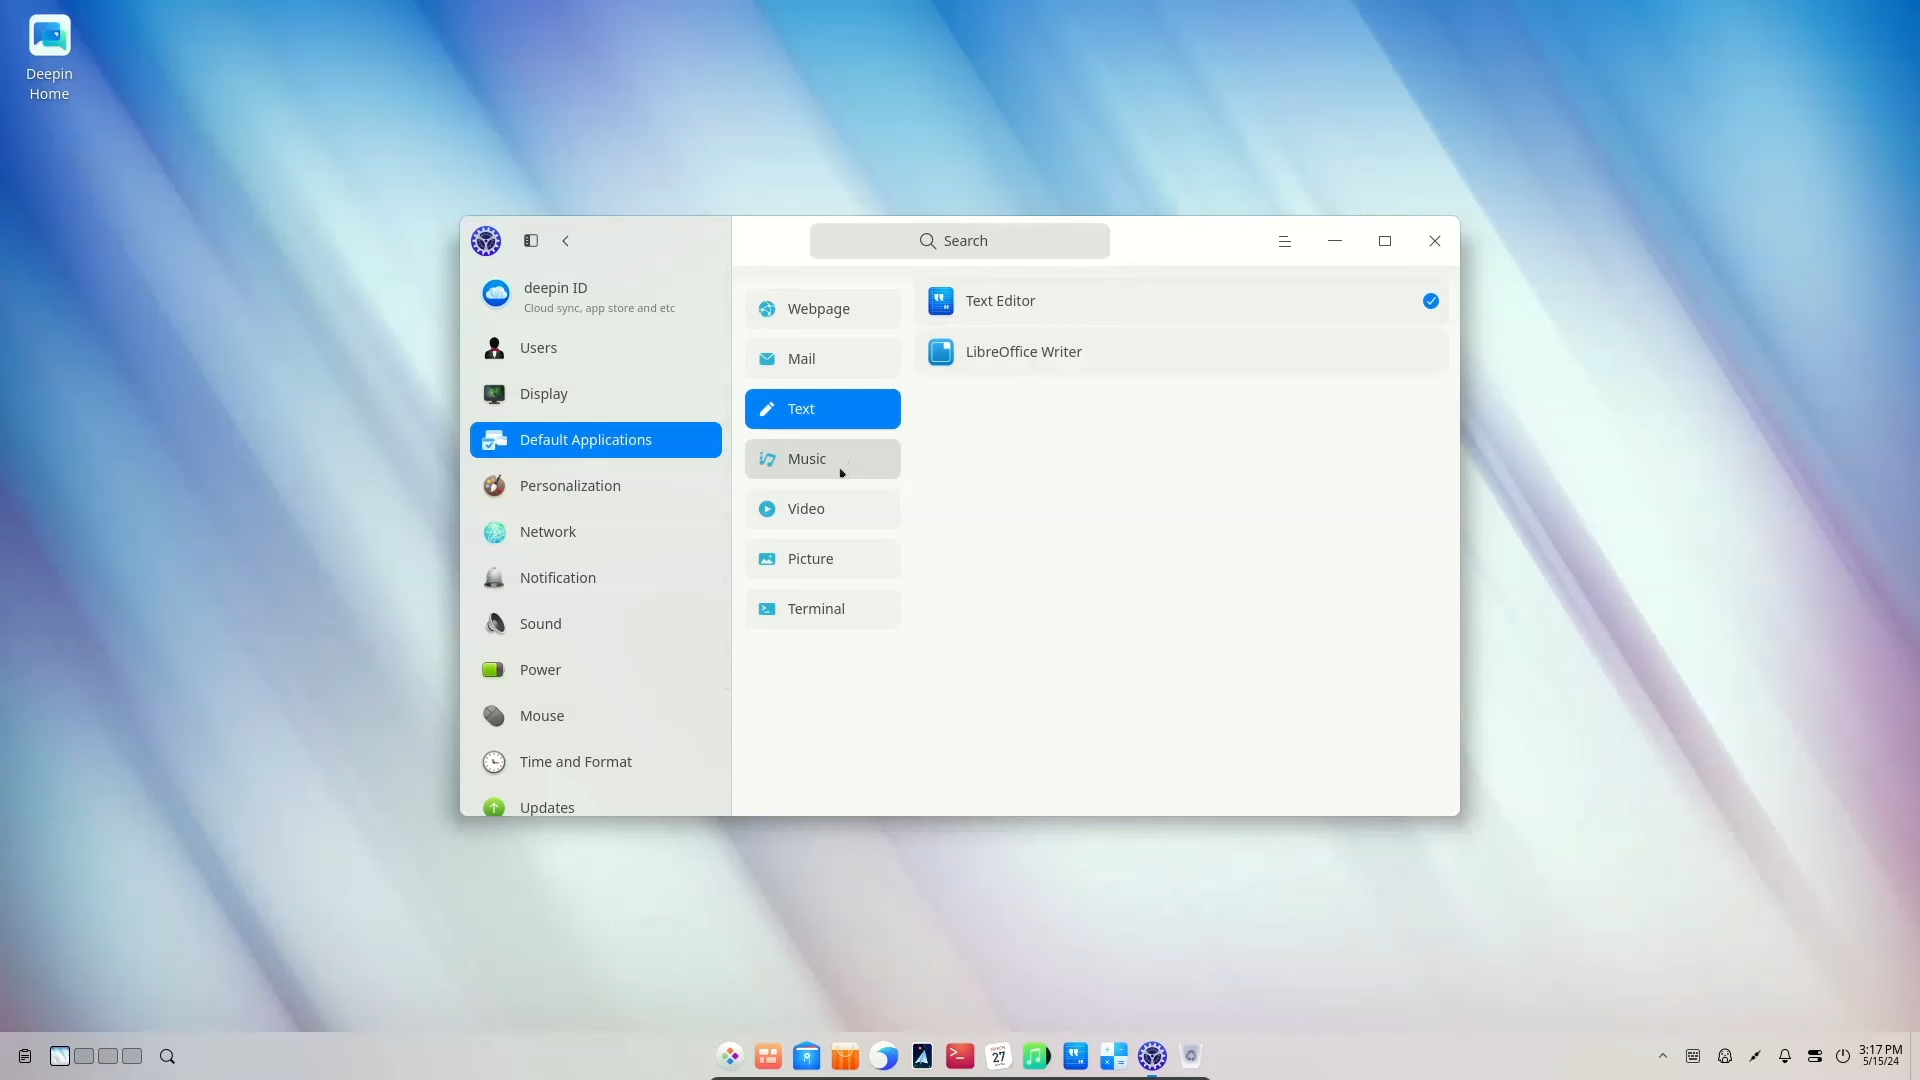 Deepin
Home
Search
deepin ID
Cloud sync, app store and etc
Users
Display
Default Applications
Personalization
Network
Notification
Sound
Power
Mouse
Time and Format
Updates
Webpage
Mail
Text
Music
Video
Picture
Terminal
Text Editor
LibreOffice Writer
MARCH
27
3:17 PM
5/15/24